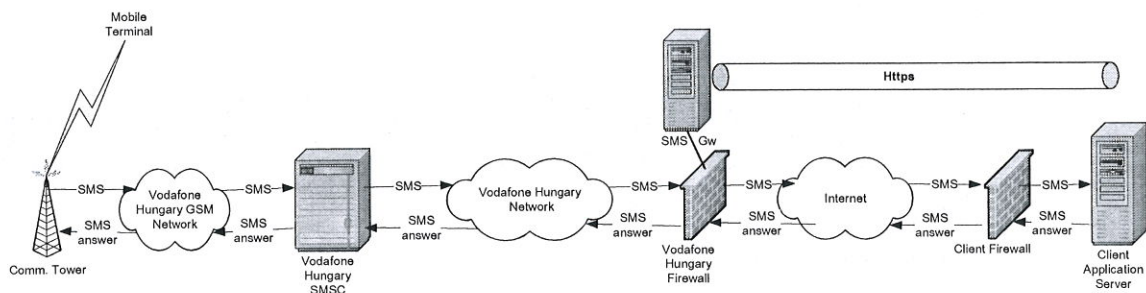 Mobile
Terminal
Https
SMS Gw
SMS
SMS
SMS
SMS
SMS
SMS
SMS
Vodafone
Hungary GSM
Network
Vodafone Hungary
Network
Internet
SMS
answer
SMS
answer
SMS
answer
SMS
answer
SMS
answer
SMS
answer
SMS
answer
Comm. Tower
Vodafone
Hungary
SMSC
Vodafone
Hungary
Firewall
Client Firewall
Client
Application
Server